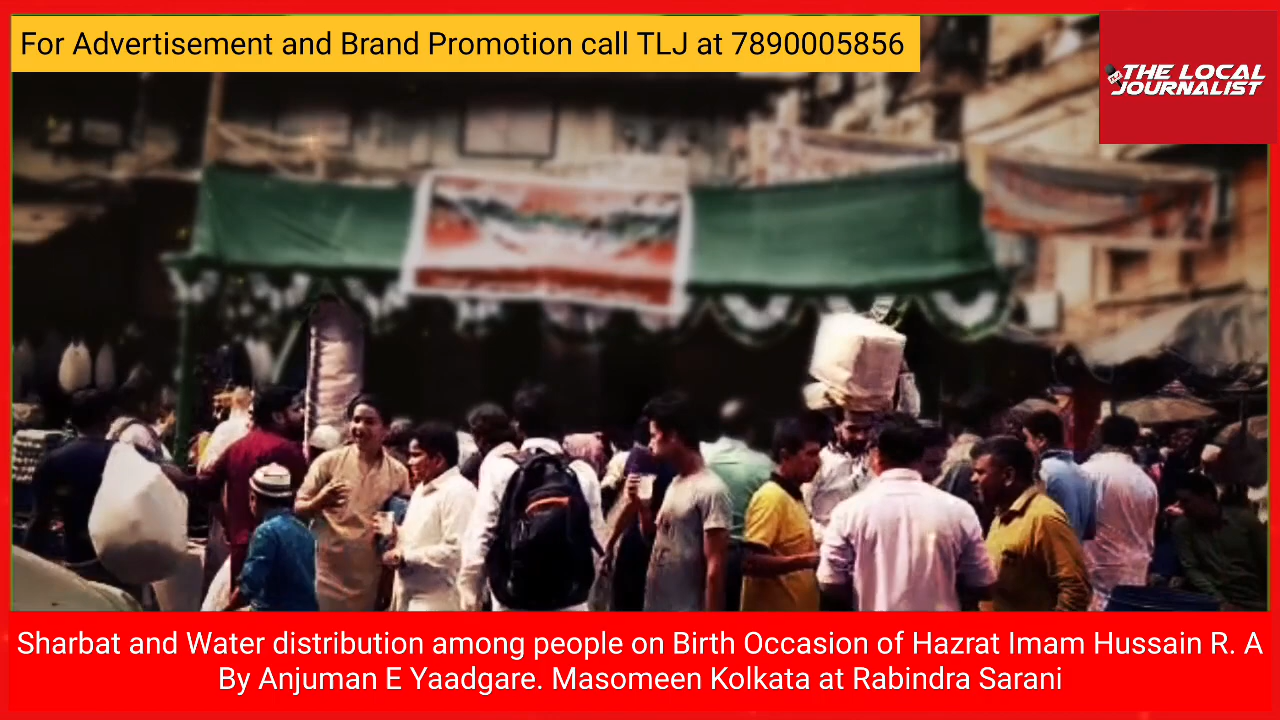 For Advertisement and Brand Promotion call TLJ at 7890005856
THE LOCAL
JOURNALIST
Sharbat and Water distribution among people on Birth Occasion of Hazrat Imam Hussain R. A
By Anjuman E Yaadgare. Masomeen Kolkata at Rabindra Sarani